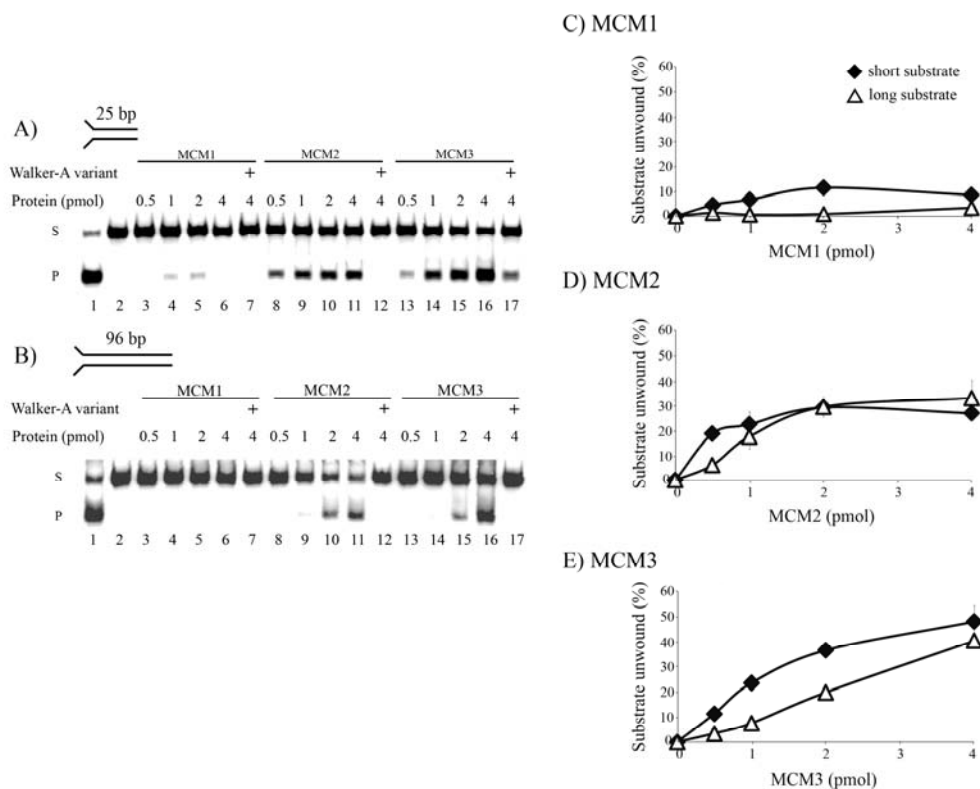 A)
25 bp
MCM1 MCM2 MCM3
Walker-A variant + + +
Protein (pmol) 0.5 1 2 4 4 0.5 1 2 4 4 0.5 1 2 4 4
S
P
1 2 3 4 5 6 7 8 9 10 11 12 13 14 15 16 17
B)
96 bp
MCM1 MCM2 MCM3
Walker-A variant + + +
Protein (pmol) 0.5 1 2 4 4 0.5 1 2 4 4 0.5 1 2 4 4
S
P
1 2 3 4 5 6 7 8 9 10 11 12 13 14 15 16 17
C) MCM1
Substrate unwound (%)
60
50
40
30
20
10
0
0 1 2 3 4
short substrate
long substrate
MCM1 (pmol)
D) MCM2
Substrate unwound (%)
60
50
40
30
20
10
0
0 1 2 3 4
MCM2 (pmol)
E) MCM3
Substrate unwound (%)
60
50
40
30
20
10
0
0 1 2 3 4
MCM3 (pmol)